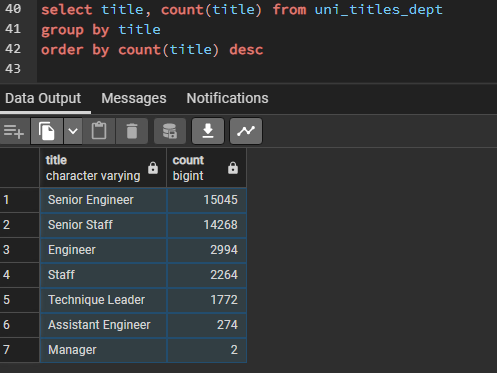 40 select title, count(title) from uni_titles_dept
41 group by title
42 order by count(title) desc
43
Data Output Messages Notifications
title character varying count bigint
1 Senior Engineer 15045
2 Senior Staff 14268
3 Engineer 2994
4 Staff 2264
5 Technique Leader 1772
6 Assistant Engineer 274
7 Manager 2